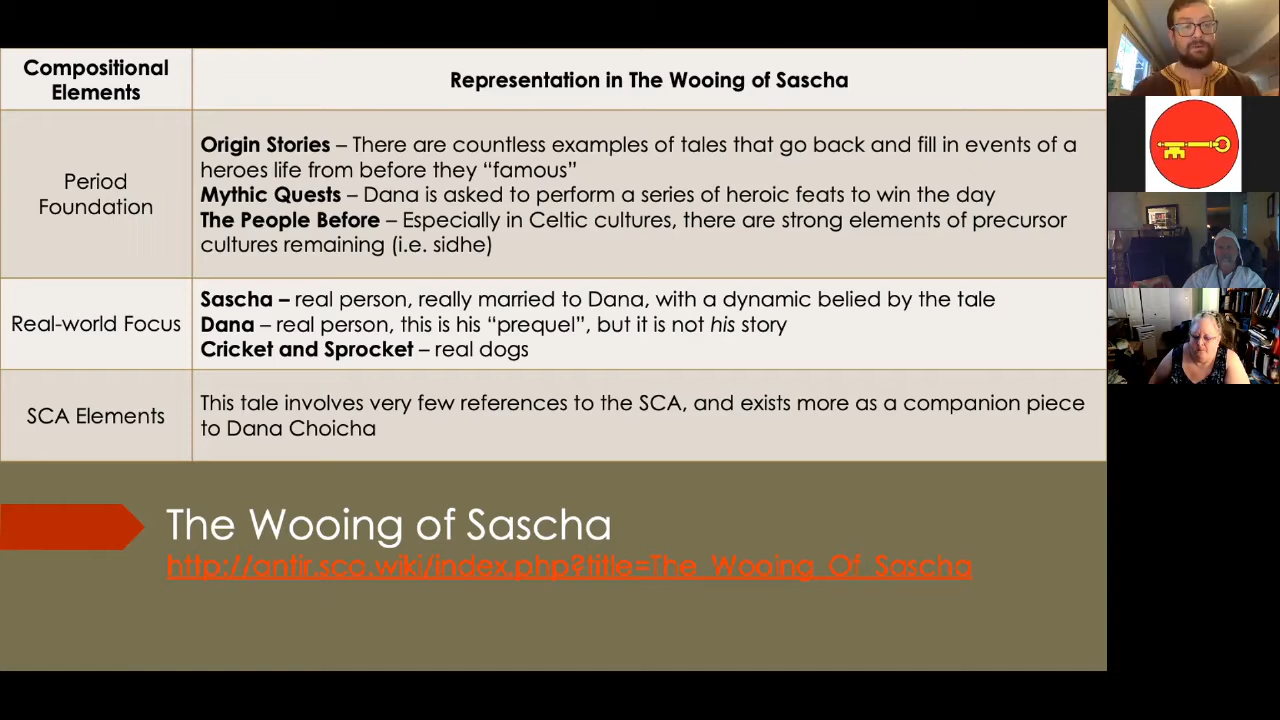 Compositional
Elements
Representation in The Wooing of Sascha
Period
Foundation
Origin Stories – There are countless examples of tales that go back and fill in events of a
heroes life from before they “famous”
Mythic Quests – Dana is asked to perform a series of heroic feats to win the day
The People Before – Especially in Celtic cultures, there are strong elements of precursor
cultures remaining (i.e. sidhe)
Real-world Focus
Sascha – real person, really married to Dana, with a dynamic belied by the tale
Dana – real person, this is his “prequel”, but it is not his story
Cricket and Sprocket – real dogs
SCA Elements
This tale involves very few references to the SCA, and exists more as a companion piece
to Dana Choicha
The Wooing of Sascha
http://antir.sca.wiki/index.php?title=The_Wooing_Of_Sascha